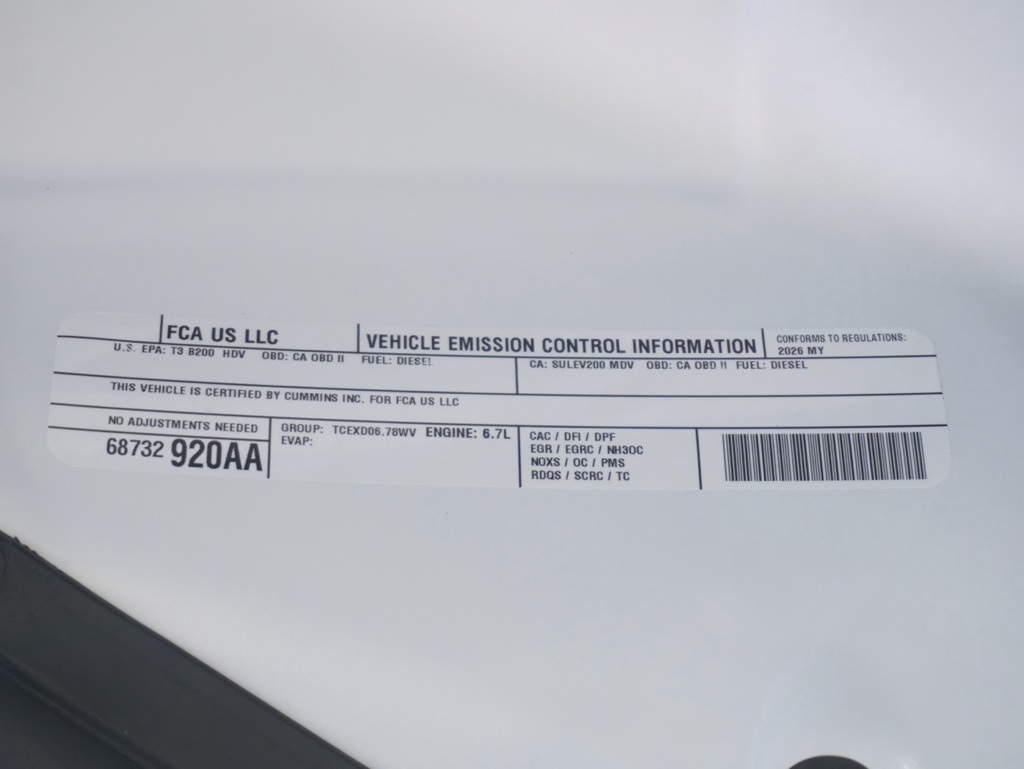 FCA US LLC
VEHICLE EMISSION CONTROL INFORMATION
CONFORMS TO REGULATIONS:
2026 MY
U.S. EPA: T3 B200 HDV OBD: CA OBD II FUEL: DIESEL
CA: SULEV200 MDV OBD: CA OBD II FUEL: DIESEL
THIS VEHICLE IS CERTIFIED BY CUMMINS INC. FOR FCA US LLC
NO ADJUSTMENTS NEEDED
68732 920AA
GROUP: TCEXD06.78WV ENGINE: 6.7L
EVAP:
CAC / DFI / DPF
EGR / EGRC / NH3OC
NOXS / OC / PMS
RDQS / SCRC / TC